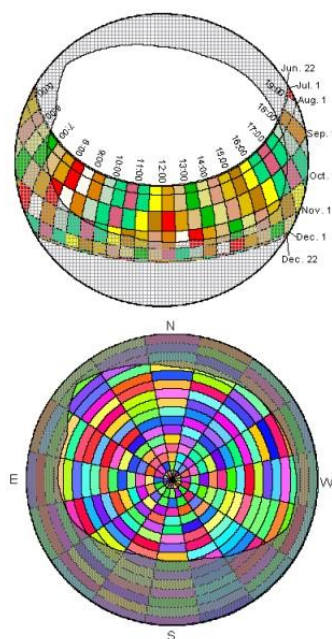 Jun. 22
Jul. 1
Aug. 1
Sep.
Oct.
Nov. 1
Dec. 1
Dec. 22
7:00
8:00
9:00
10:00
11:00
12:00
13:00
14:00
15:00
16:00
17:00
18:00
19:00
N
E
W
S